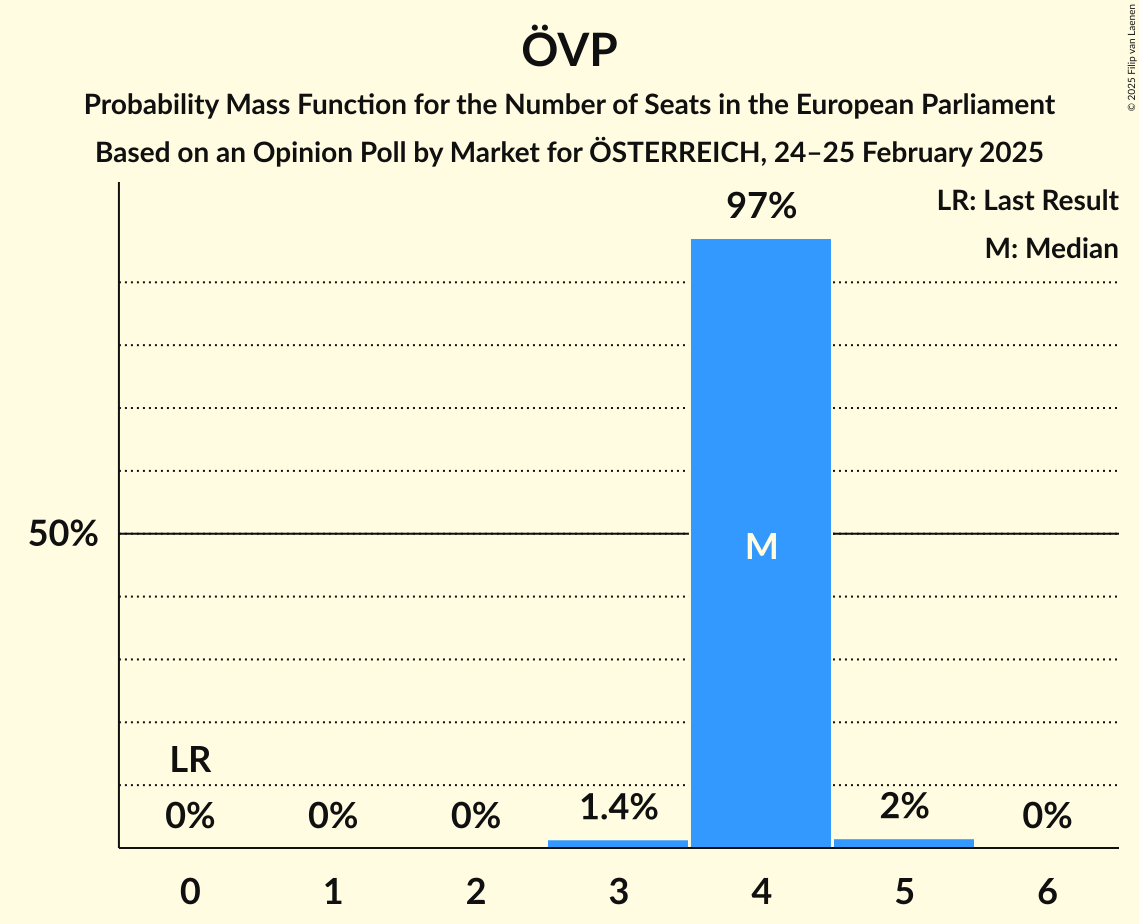 ÖVP
Probability Mass Function for the Number of Seats in the European Parliament
Based on an Opinion Poll by Market for ÖSTERREICH, 24–25 February 2025
© 2025 Filip van Laenen
LR: Last Result
M: Median
97%
50%
M
LR
0%
0%
0%
1.4%
2%
0%
0
1
2
3
4
5
6